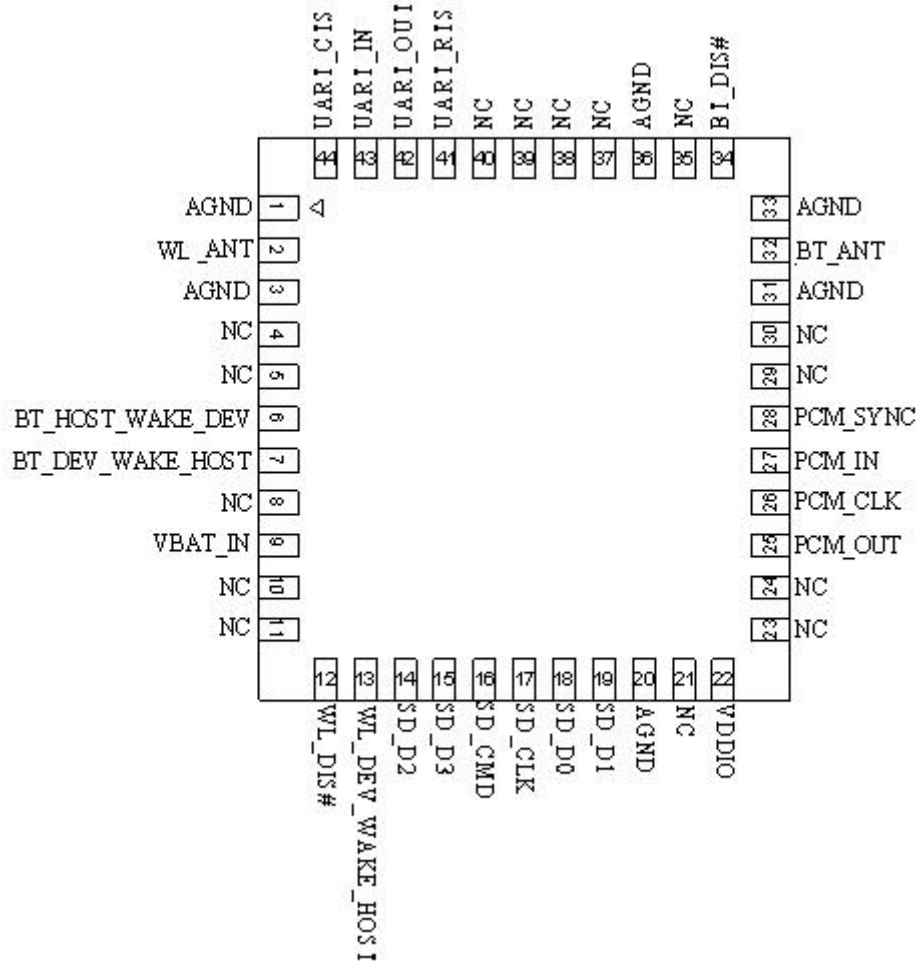 UART_CTS
UART_IN
UART_OUT
UART_RTS
NC
NC
NC
NC
AGND
NC
BT_DIS#
44 43 42 41 40 39 38 37 36 35 34
AGND 1
WL_ANT 2
AGND 3
NC 4
NC 5
BT_HOST_WAKE_DEV 6
BT_DEV_WAKE_HOST 7
NC 8
VBAT_IN 9
NC 10
NC 11
33 AGND
32 BT_ANT
31 AGND
30 NC
29 NC
28 PCM_SYNC
27 PCM_IN
26 PCM_CLK
25 PCM_OUT
24 NC
23 NC
12 13 14 15 16 17 18 19 20 21 22
WL_DIS#
WL_DEV_WAKE_HOST
SD_D2
SD_D3
SD_CMD
SD_CLK
SD_D0
SD_D1
AGND
NC
VDDIO